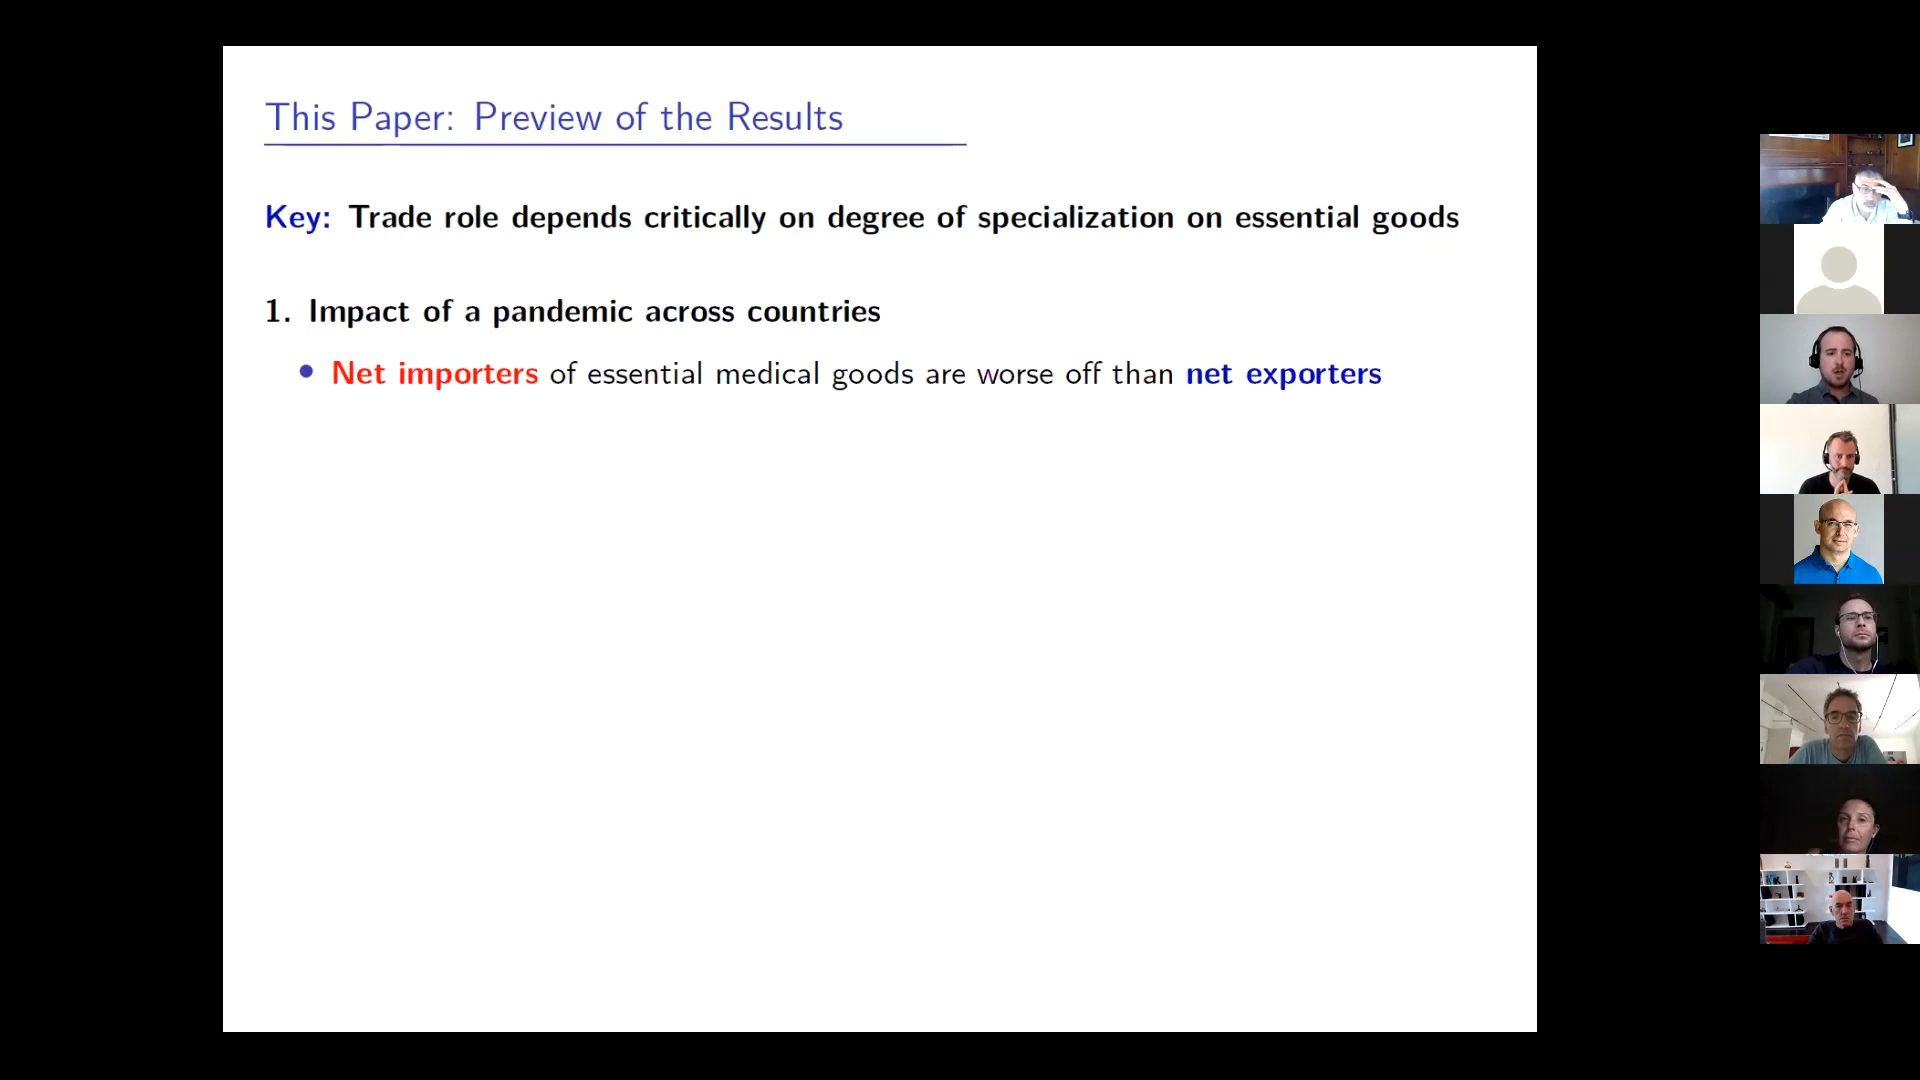 This Paper: Preview of the Results
Key: Trade role depends critically on degree of specialization on essential goods
1. Impact of a pandemic across countries
• Net importers of essential medical goods are worse off than net exporters